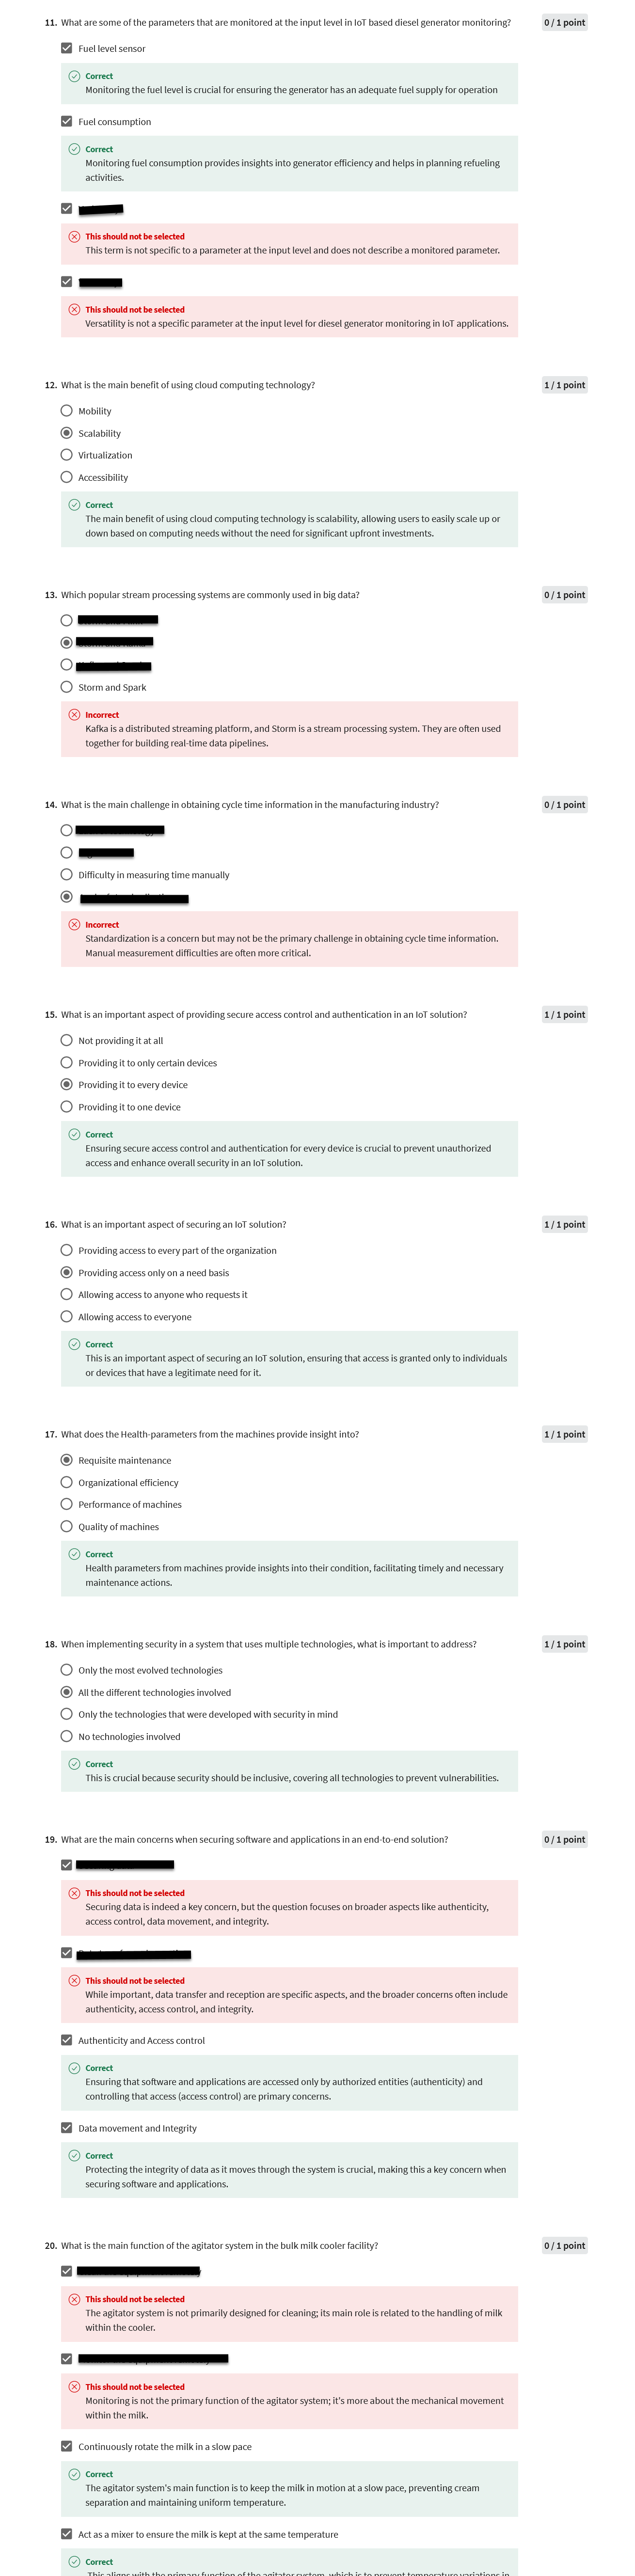 11. What are some of the parameters that are monitored at the input level in IoT based diesel generator monitoring?
0 / 1 point
Fuel level sensor
Correct
Monitoring the fuel level is crucial for ensuring the generator has an adequate fuel supply for operation
Fuel consumption
Correct
Monitoring fuel consumption provides insights into generator efficiency and helps in planning refueling
activities.
This should not be selected
This term is not specific to a parameter at the input level and does not describe a monitored parameter.
This should not be selected
Versatility is not a specific parameter at the input level for diesel generator monitoring in IoT applications.
12. What is the main benefit of using cloud computing technology?
1 / 1 point
Mobility
Scalability
Virtualization
Accessibility
Correct
The main benefit of using cloud computing technology is scalability, allowing users to easily scale up or
down based on computing needs without the need for significant upfront investments.
13. Which popular stream processing systems are commonly used in big data?
0 / 1 point
Storm and Spark
Incorrect
Kafka is a distributed streaming platform, and Storm is a stream processing system. They are often used
together for building real-time data pipelines.
14. What is the main challenge in obtaining cycle time information in the manufacturing industry?
0 / 1 point
Difficulty in measuring time manually
Incorrect
Standardization is a concern but may not be the primary challenge in obtaining cycle time information.
Manual measurement difficulties are often more critical.
15. What is an important aspect of providing secure access control and authentication in an IoT solution?
1 / 1 point
Not providing it at all
Providing it to only certain devices
Providing it to every device
Providing it to one device
Correct
Ensuring secure access control and authentication for every device is crucial to prevent unauthorized
access and enhance overall security in an IoT solution.
16. What is an important aspect of securing an IoT solution?
1 / 1 point
Providing access to every part of the organization
Providing access only on a need basis
Allowing access to anyone who requests it
Allowing access to everyone
Correct
This is an important aspect of securing an IoT solution, ensuring that access is granted only to individuals
or devices that have a legitimate need for it.
17. What does the Health-parameters from the machines provide insight into?
1 / 1 point
Requisite maintenance
Organizational efficiency
Performance of machines
Quality of machines
Correct
Health parameters from machines provide insights into their condition, facilitating timely and necessary
maintenance actions.
18. When implementing security in a system that uses multiple technologies, what is important to address?
1 / 1 point
Only the most evolved technologies
All the different technologies involved
Only the technologies that were developed with security in mind
No technologies involved
Correct
This is crucial because security should be inclusive, covering all technologies to prevent vulnerabilities.
19. What are the main concerns when securing software and applications in an end-to-end solution?
0 / 1 point
This should not be selected
Securing data is indeed a key concern, but the question focuses on broader aspects like authenticity,
access control, data movement, and integrity.
This should not be selected
While important, data transfer and reception are specific aspects, and the broader concerns often include
authenticity, access control, and integrity.
Authenticity and Access control
Correct
Ensuring that software and applications are accessed only by authorized entities (authenticity) and
controlling that access (access control) are primary concerns.
Data movement and Integrity
Correct
Protecting the integrity of data as it moves through the system is crucial, making this a key concern when
securing software and applications.
20. What is the main function of the agitator system in the bulk milk cooler facility?
0 / 1 point
This should not be selected
The agitator system is not primarily designed for cleaning; its main role is related to the handling of milk
within the cooler.
This should not be selected
Monitoring is not the primary function of the agitator system; it's more about the mechanical movement
within the milk.
Continuously rotate the milk in a slow pace
Correct
The agitator system's main function is to keep the milk in motion at a slow pace, preventing cream
separation and maintaining uniform temperature.
Act as a mixer to ensure the milk is kept at the same temperature
Correct
This aligns with the primary function of the agitator system, which is to prevent temperature variations in